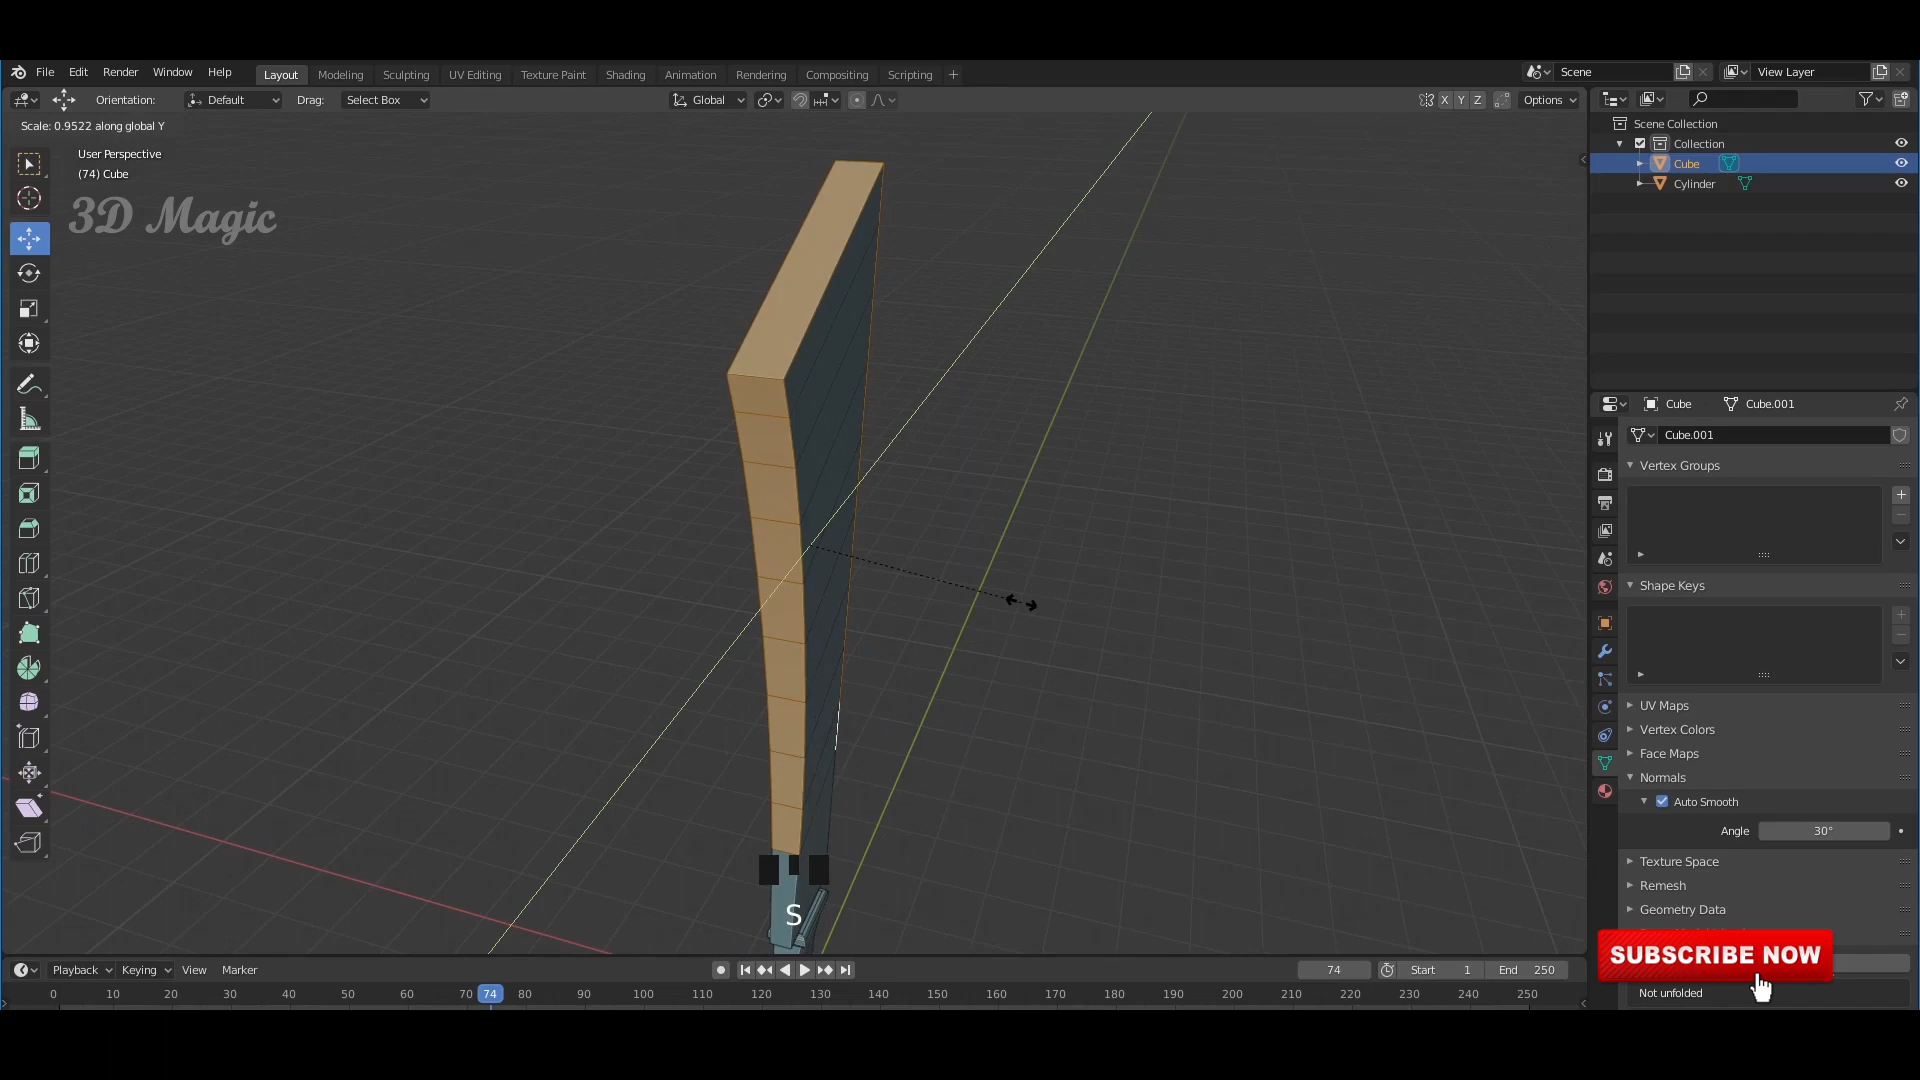 File Edit Render Window Help Layout Modeling Sculpting UV Editing Texture Paint Shading Animation Rendering Compositing Scripting + Scene View Layer
Orientation: Default Drag: Select Box Global X Y Z Options
Scale: 0.9522 along global Y
User Perspective
(74) Cube
3D Magic
Scene Collection
Collection
Cube
Cylinder
Cube Cube.001
Cube.001
Vertex Groups
Shape Keys
UV Maps
Vertex Colors
Face Maps
Normals
Auto Smooth
Angle 30°
Texture Space
Remesh
Geometry Data
S
SUBSCRIBE NOW
Not unfolded
Playback Keying View Marker 74 Start 1 End 250
0 10 20 30 40 50 60 70 74 80 90 100 110 120 130 140 150 160 170 180 190 200 210 220 230 240 250